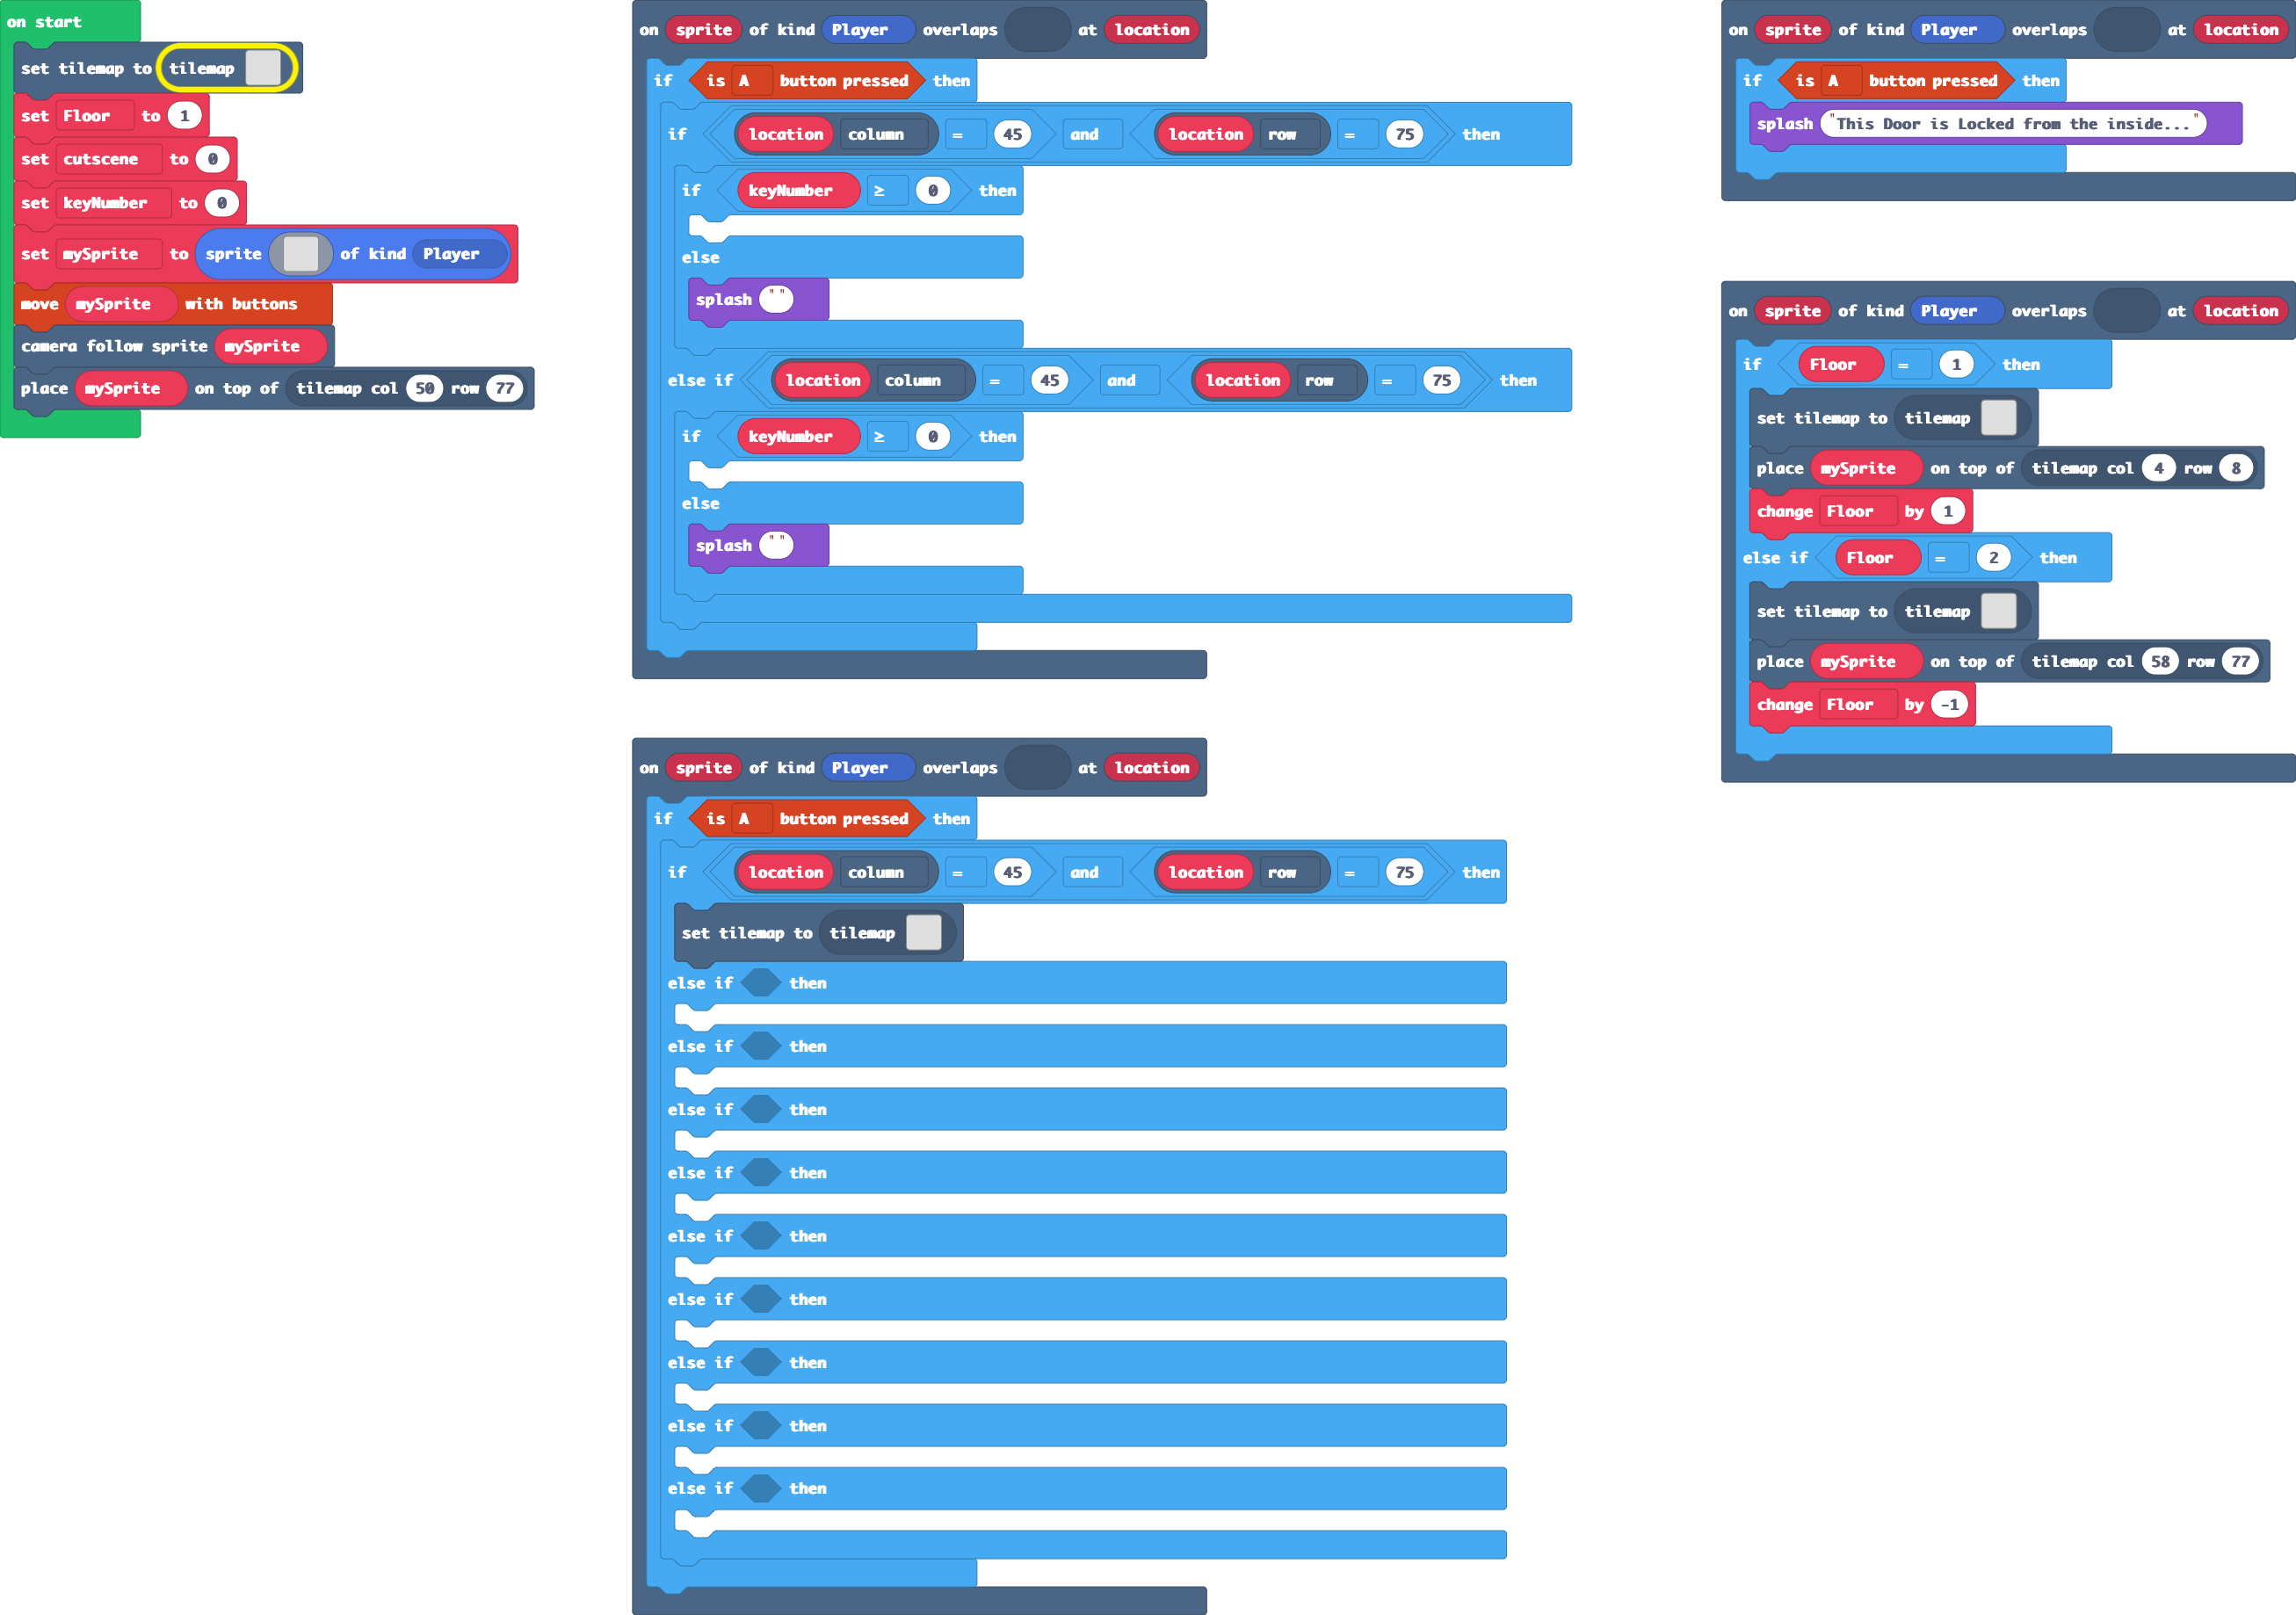 on start
set tilemap to tilemap
set Floor to 1
set cutscene to 0
set keyNumber to 0
set mySprite to sprite of kind Player
move mySprite with buttons
camera follow sprite mySprite
place mySprite on top of tilemap col 50 row 77
on sprite of kind Player overlaps at location
if is A button pressed then
if location column = 45 and location row = 75 then
if keyNumber ≥ 0 then
else
splash " "
else if location column = 45 and location row = 75 then
if keyNumber ≥ 0 then
else
splash " "
on sprite of kind Player overlaps at location
if is A button pressed then
if location column = 45 and location row = 75 then
set tilemap to tilemap
else if then
else if then
else if then
else if then
else if then
else if then
else if then
else if then
else if then
on sprite of kind Player overlaps at location
if is A button pressed then
splash "This Door is Locked from the inside..."
on sprite of kind Player overlaps at location
if Floor = 1 then
set tilemap to tilemap
place mySprite on top of tilemap col 4 row 8
change Floor by 1
else if Floor = 2 then
set tilemap to tilemap
place mySprite on top of tilemap col 58 row 77
change Floor by -1